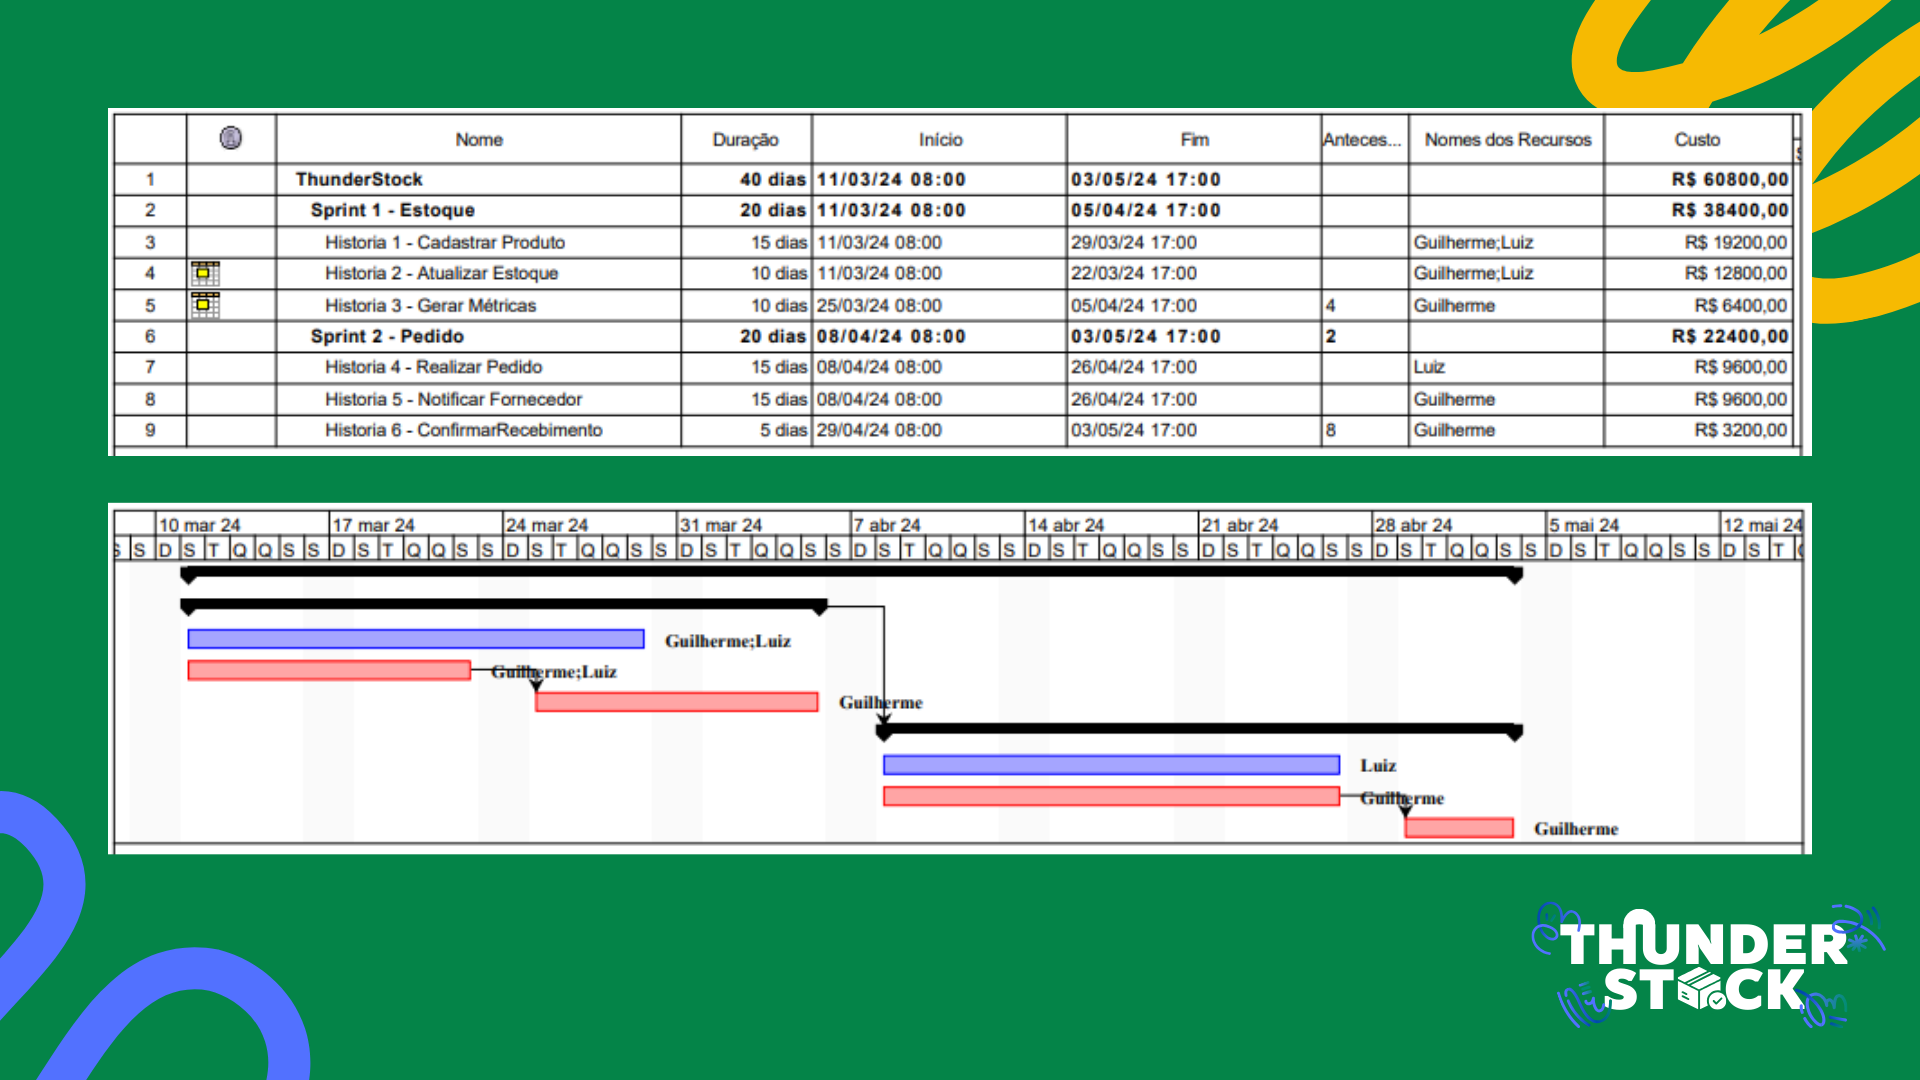 Nome Duração Início Fim Anteces... Nomes dos Recursos Custo
1 ThunderStock 40 dias 11/03/24 08:00 03/05/24 17:00 R$ 60800,00
2 Sprint 1 - Estoque 20 dias 11/03/24 08:00 05/04/24 17:00 R$ 38400,00
3 Historia 1 - Cadastrar Produto 15 dias 11/03/24 08:00 29/03/24 17:00 Guilherme;Luiz R$ 19200,00
4 Historia 2 - Atualizar Estoque 10 dias 11/03/24 08:00 22/03/24 17:00 Guilherme;Luiz R$ 12800,00
5 Historia 3 - Gerar Métricas 10 dias 25/03/24 08:00 05/04/24 17:00 4 Guilherme R$ 6400,00
6 Sprint 2 - Pedido 20 dias 08/04/24 08:00 03/05/24 17:00 2 R$ 22400,00
7 Historia 4 - Realizar Pedido 15 dias 08/04/24 08:00 26/04/24 17:00 Luiz R$ 9600,00
8 Historia 5 - Notificar Fornecedor 15 dias 08/04/24 08:00 26/04/24 17:00 Guilherme R$ 9600,00
9 Historia 6 - ConfirmarRecebimento 5 dias 29/04/24 08:00 03/05/24 17:00 8 Guilherme R$ 3200,00
10 mar 24 17 mar 24 24 mar 24 31 mar 24 7 abr 24 14 abr 24 21 abr 24 28 abr 24 5 mai 24 12 mai 24
S S D S T Q Q S S D S T Q Q S S D S T Q Q S S D S T Q Q S S D S T Q Q S S D S T Q Q S S D S T Q Q S S D S T Q Q S S D S T Q Q S S D S T
Guilherme;Luiz
Guilherme;Luiz
Guilherme
Luiz
Guilherme
Guilherme
THUNDER
STOCK